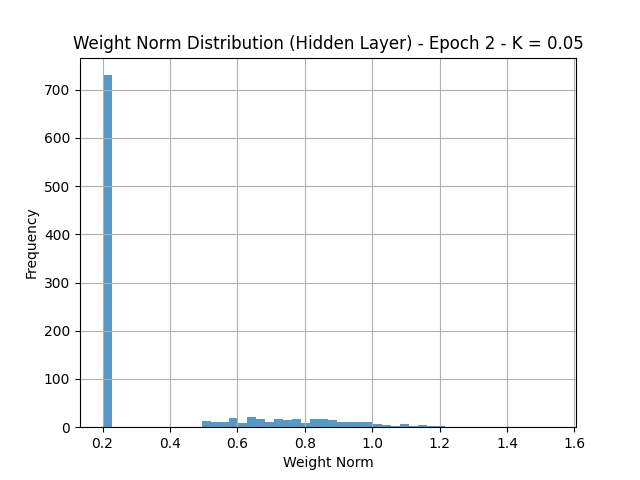 Weight Norm Distribution (Hidden Layer) - Epoch 2 - K = 0.05
700
600
500
400
300
200
100
0
Frequency
0.2 0.4 0.6 0.8 1.0 1.2 1.4 1.6
Weight Norm